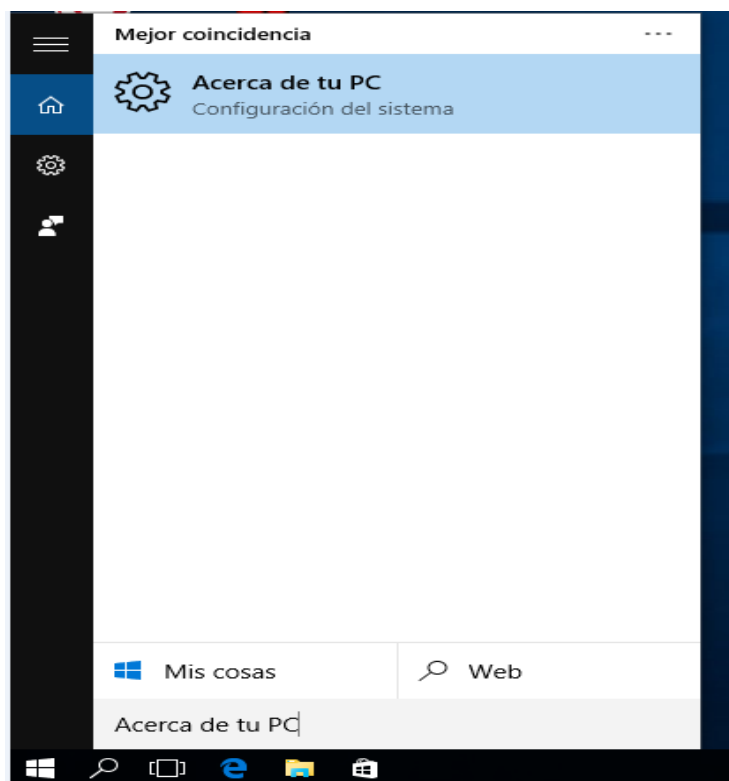 Mejor coincidencia
Acerca de tu PC
Configuración del sistema
Mis cosas
Web
Acerca de tu PC